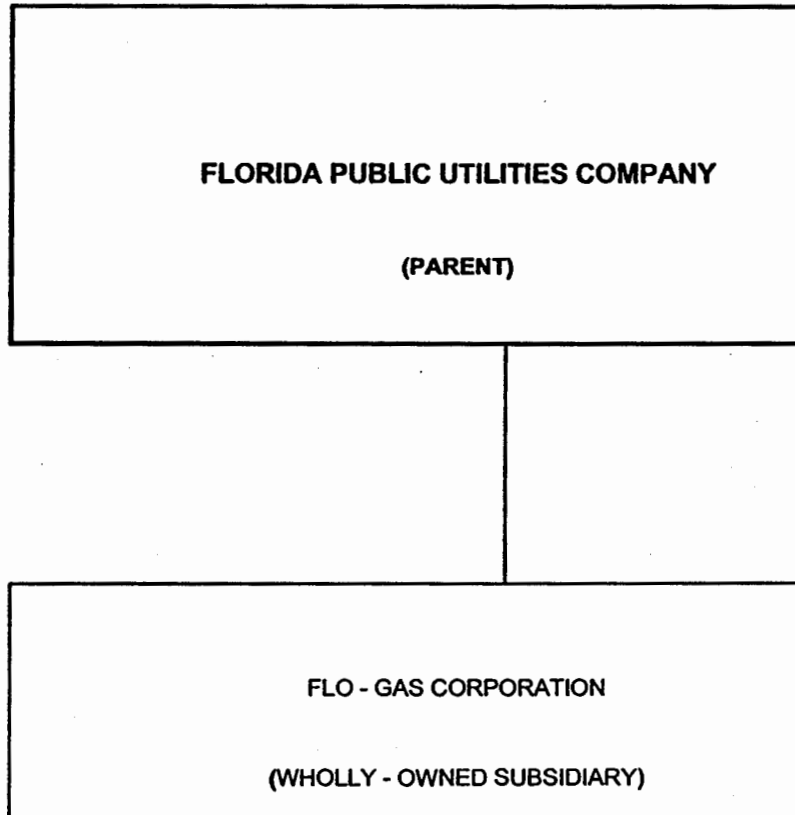 FLORIDA PUBLIC UTILITIES COMPANY
(PARENT)
FLO - GAS CORPORATION
(WHOLLY - OWNED SUBSIDIARY)